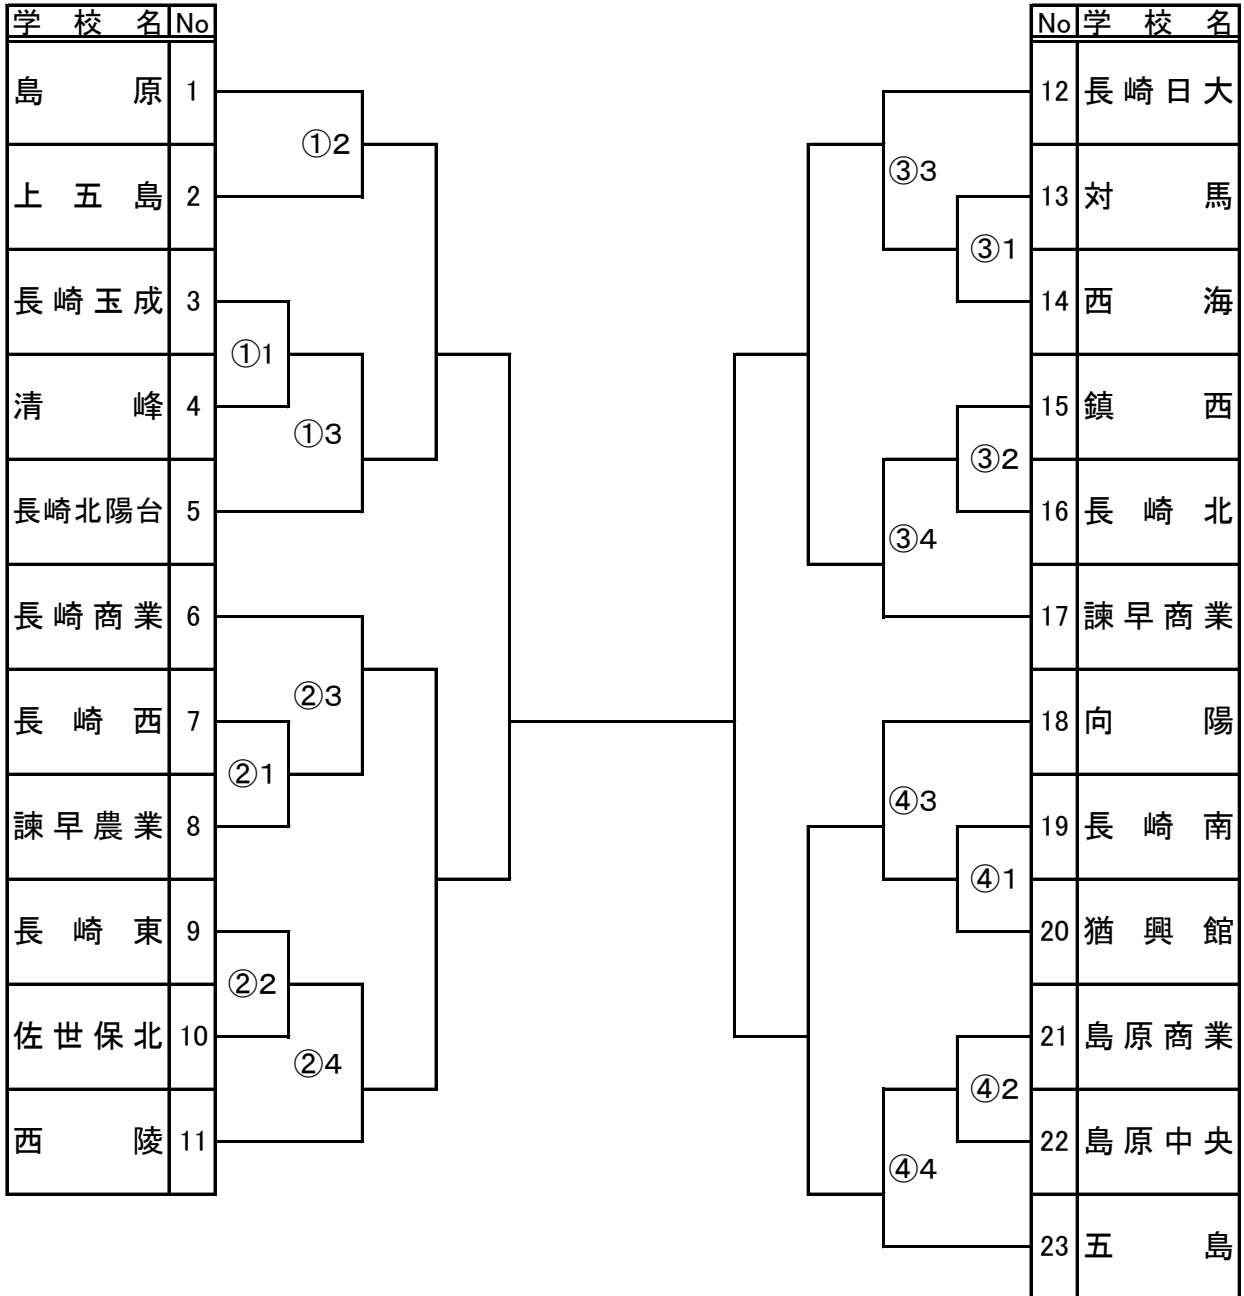 学校名 No
島原 1
上五島 2
長崎玉成 3
清峰 4
長崎北陽台 5
長崎商業 6
長崎西 7
諫早農業 8
長崎東 9
佐世保北 10
西陵 11
①2
①1
①3
②3
②1
②2
②4
No 学校名
12 長崎日大
13 対馬
14 西海
15 鎮西
16 長崎北
17 諫早商業
18 向陽
19 長崎南
20 猶興館
21 島原商業
22 島原中央
23 五島
③3
③1
③2
③4
④3
④1
④2
④4